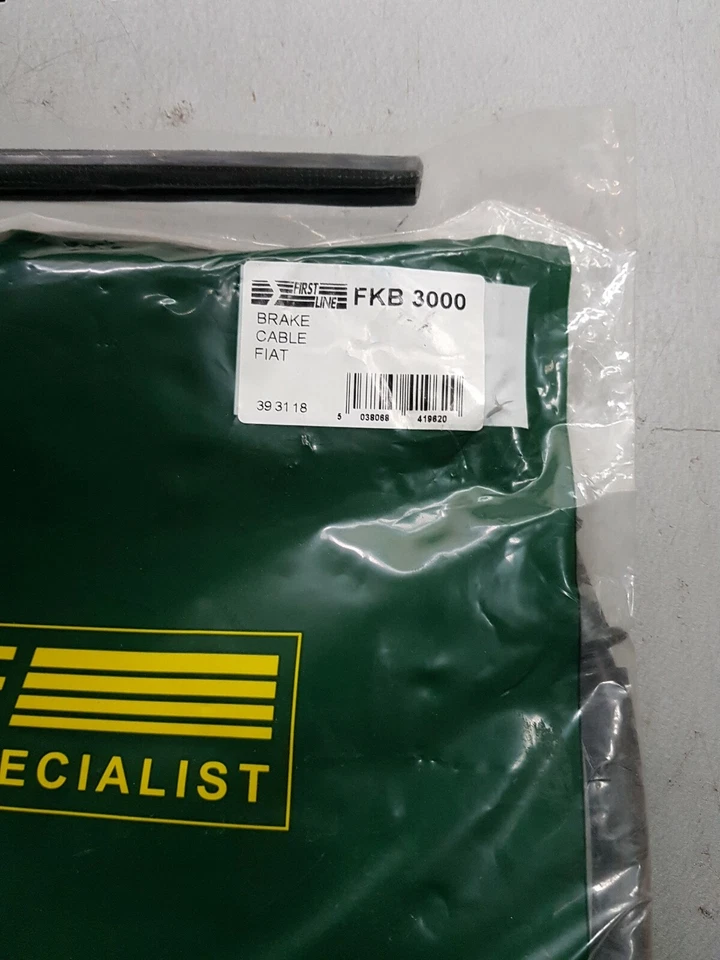 FIRST LINE FKB 3000
BRAKE
CABLE
FIAT
39 31 18
5 038068 419620
ECIALIST